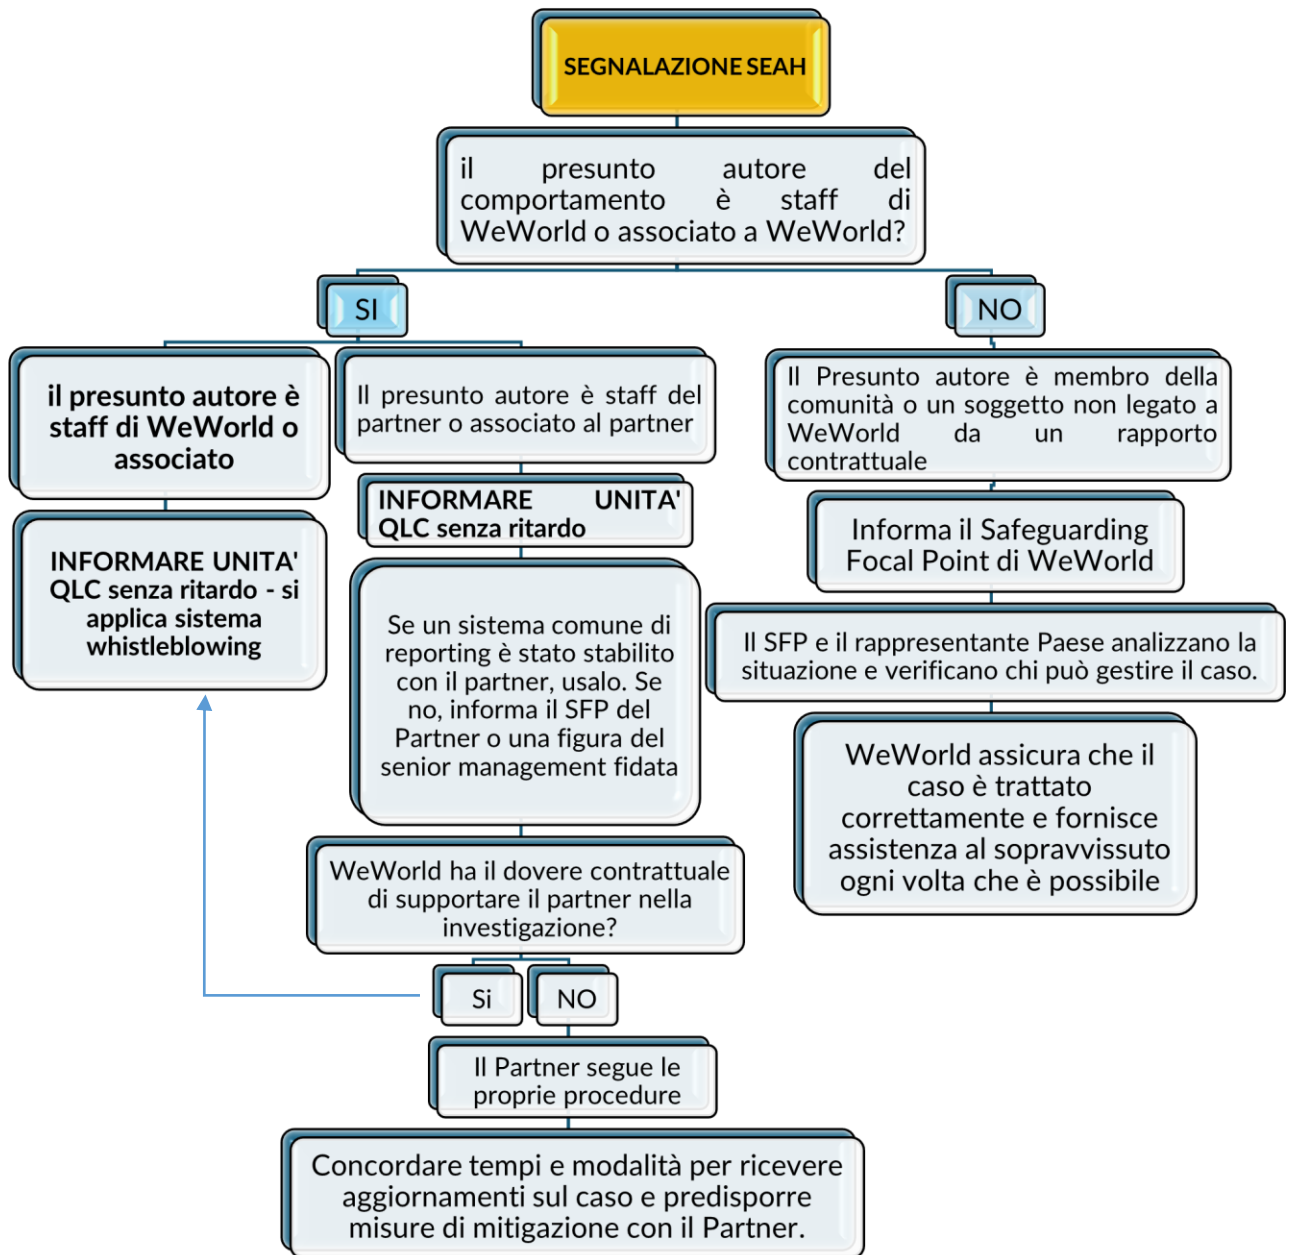 SEGNALAZIONE SEAH
il presunto autore del
comportamento è staff di
WeWorld o associato a WeWorld?
SI
NO
il presunto autore è
staff di WeWorld o
associato
INFORMARE UNITA'
QLC senza ritardo - si
applica sistema
whistleblowing
Il presunto autore è staff del
partner o associato al partner
INFORMARE UNITA'
QLC senza ritardo
Se un sistema comune di
reporting è stato stabilito
con il partner, usalo. Se
no, informa il SFP del
Partner o una figura del
senior management fidata
WeWorld ha il dovere contrattuale
di supportare il partner nella
investigazione?
Si
NO
Il Partner segue le
proprie procedure
Concordare tempi e modalità per ricevere
aggiornamenti sul caso e predisporre
misure di mitigazione con il Partner.
Il Presunto autore è membro della
comunità o un soggetto non legato a
WeWorld da un rapporto
contrattuale
Informa il Safeguarding
Focal Point di WeWorld
Il SFP e il rappresentante Paese analizzano la
situazione e verificano chi può gestire il caso.
WeWorld assicura che il
caso è trattato
correttamente e fornisce
assistenza al sopravvissuto
ogni volta che è possibile